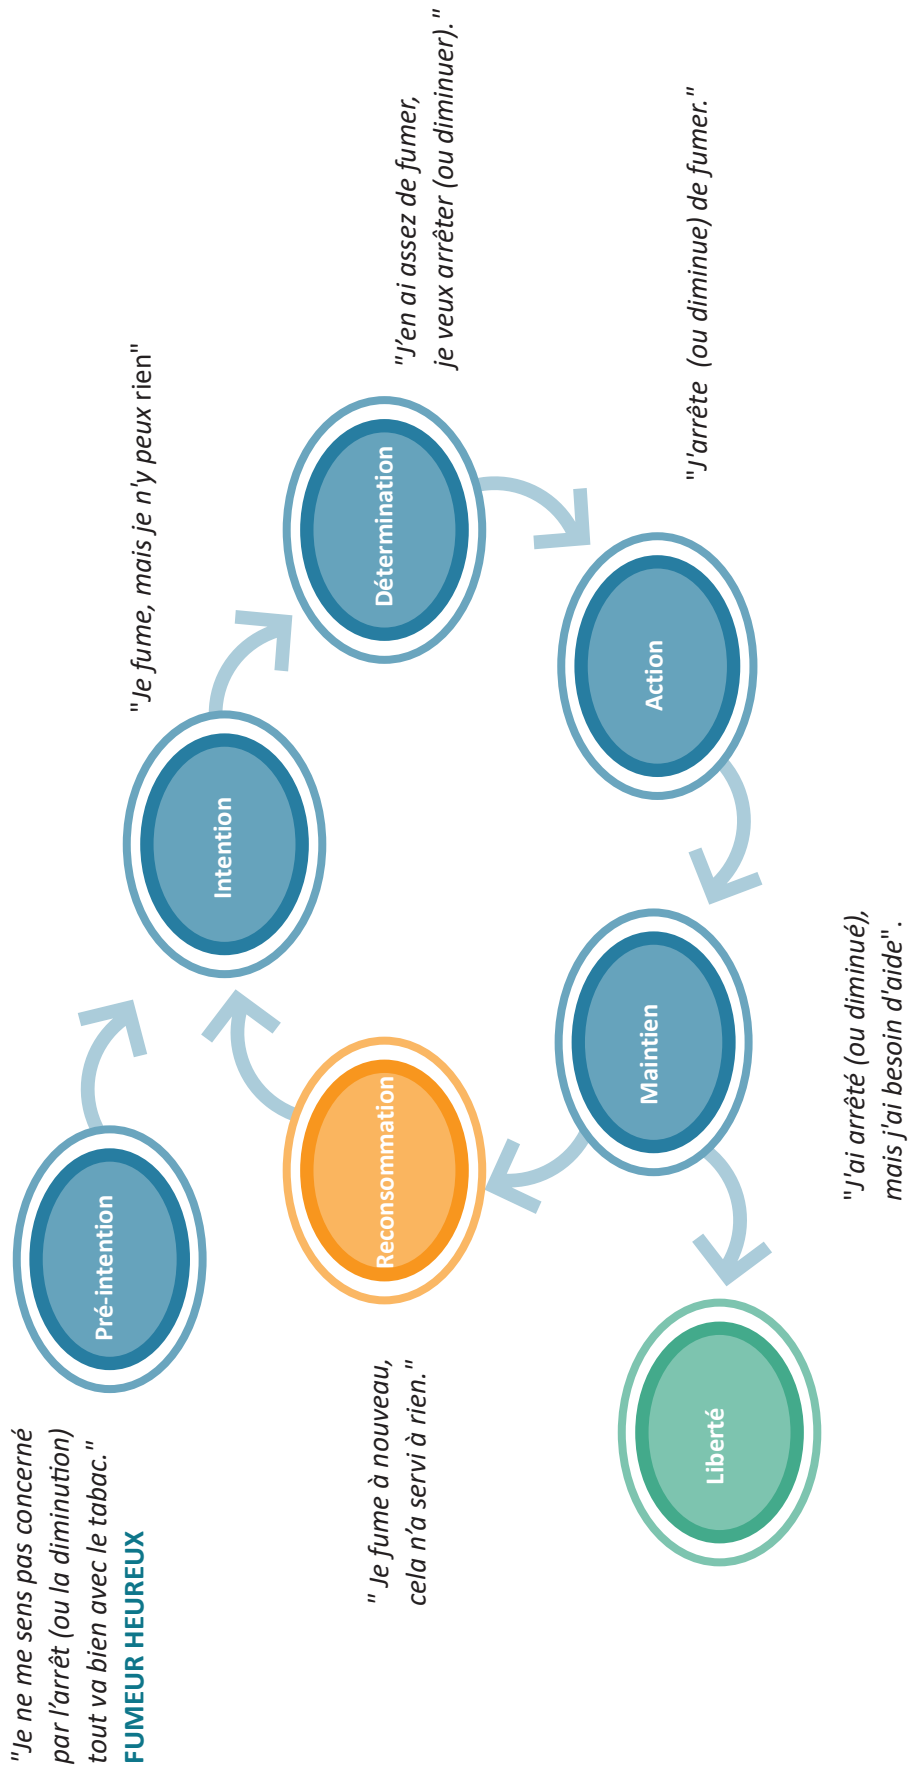 "Je ne me sens pas concerné
par l'arrêt (ou la diminution)
tout va bien avec le tabac."
FUMEUR HEUREUX
Pré-intention
Intention
"Je fume, mais je n'y peux rien"
Détermination
"J'en ai assez de fumer,
je veux arrêter (ou diminuer)."
Action
"J'arrête (ou diminue) de fumer."
Maintien
"J'ai arrêté (ou diminué),
mais j'ai besoin d'aide".
Reconsommation
" Je fume à nouveau,
cela n'a servi à rien."
Liberté